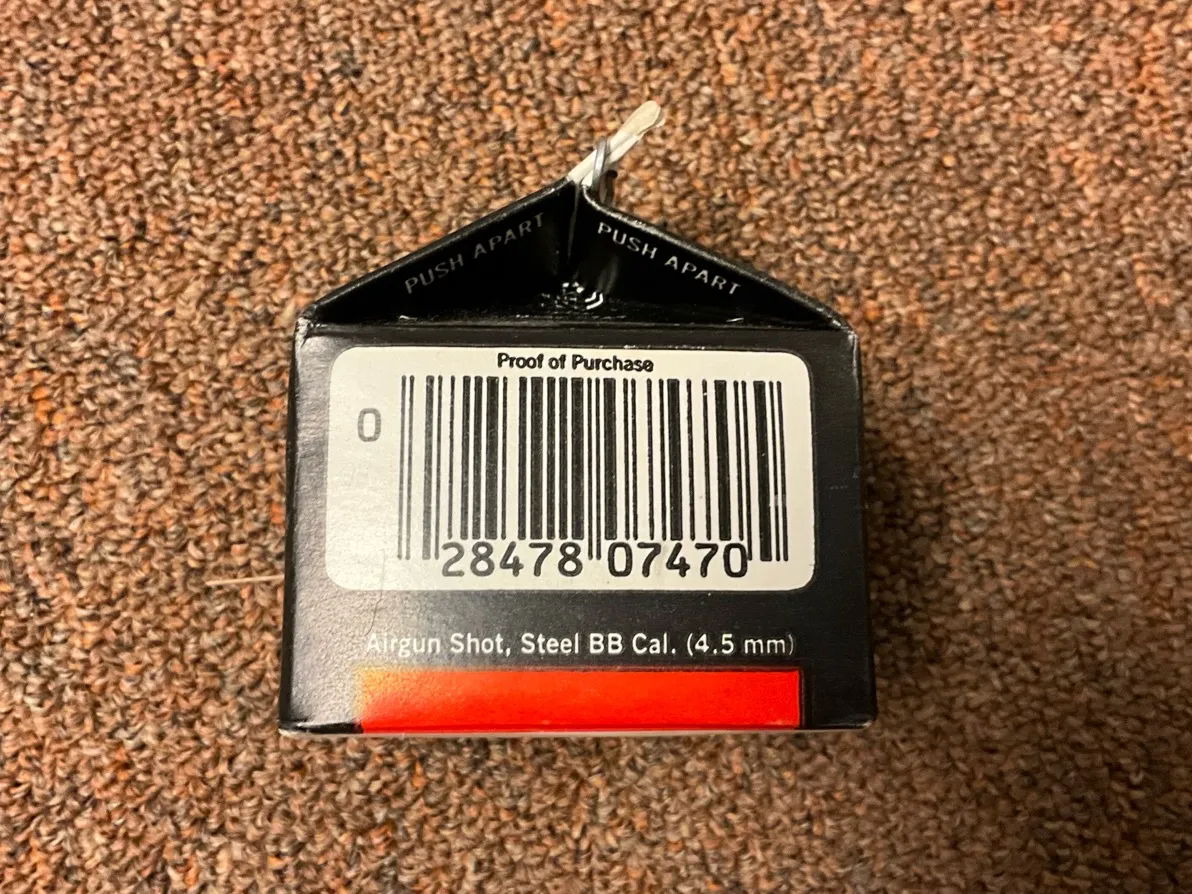 PUSH APART PUSH APART
Proof of Purchase
0
28478 07470
Airgun Shot, Steel BB Cal. (4.5 mm)